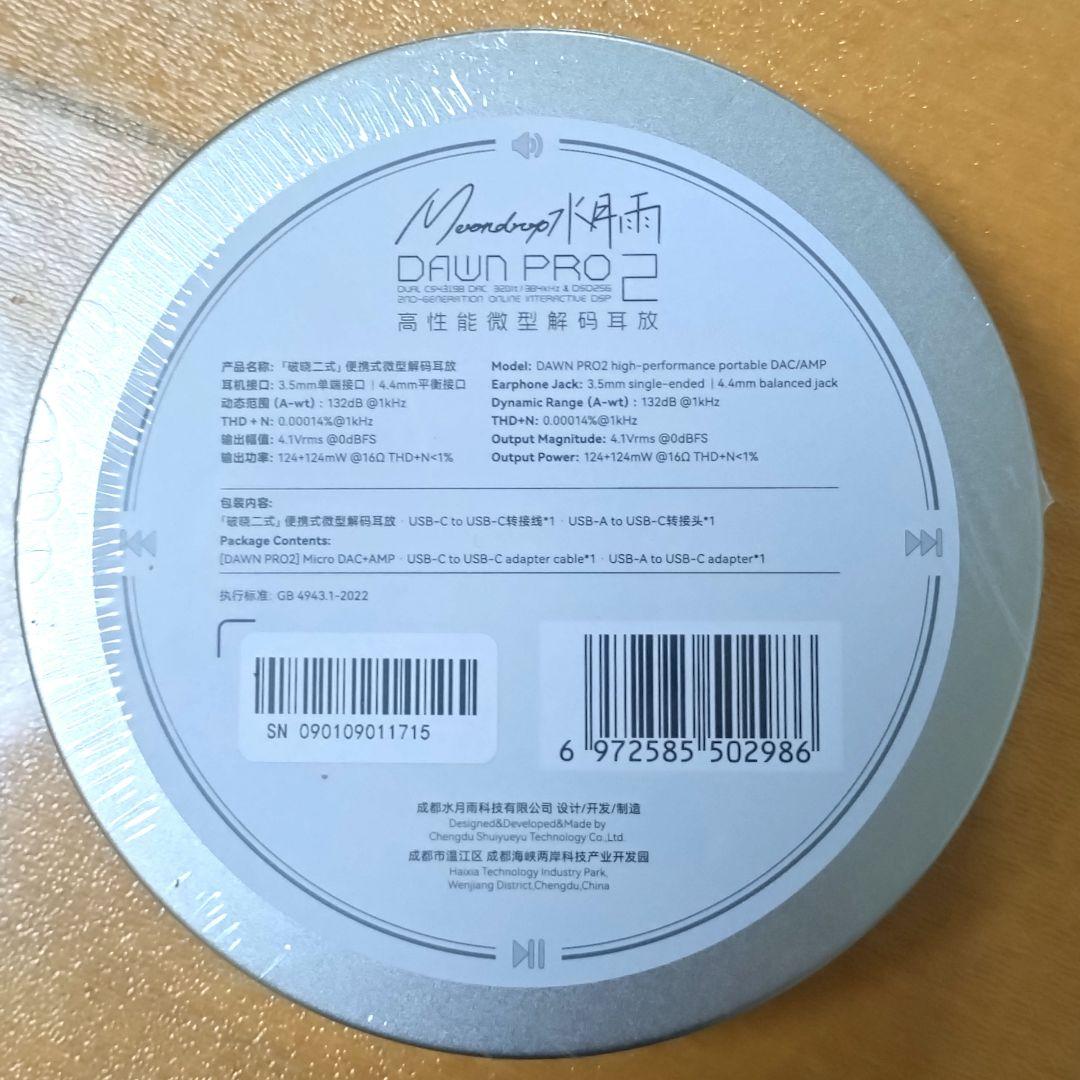 Moondrop水月雨
DAWN PRO 2
DUAL CS43198 DAC 32Bit/384kHz & DSD256
2ND-GENERATION ONLINE INTERACTIVE DSP
高性能微型解码耳放
产品名称:「破晓二式」便携式微型解码耳放
耳机接口: 3.5mm单端接口 | 4.4mm平衡接口
动态范围 (A-wt) : 132dB @1kHz
THD + N: 0.00014%@1kHz
输出幅值: 4.1Vrms @0dBFS
输出功率: 124+124mW @16Ω THD+N<1%
Model: DAWN PRO2 high-performance portable DAC/AMP
Earphone Jack: 3.5mm single-ended | 4.4mm balanced jack
Dynamic Range (A-wt) : 132dB @1kHz
THD+N: 0.00014%@1kHz
Output Magnitude: 4.1Vrms @0dBFS
Output Power: 124+124mW @16Ω THD+N<1%
包装内容:
「破晓二式」便携式微型解码耳放 · USB-C to USB-C转接线*1 · USB-A to USB-C转接头*1
Package Contents:
[DAWN PRO2] Micro DAC+AMP · USB-C to USB-C adapter cable*1 · USB-A to USB-C adapter*1
执行标准: GB 4943.1-2022
SN 090109011715
6 972585 502986
成都水月雨科技有限公司 设计/开发/制造
Designed&Developed&Made by
Chengdu Shuiyueyu Technology Co.,Ltd.
成都市温江区 成都海峡两岸科技产业开发园
Haixia Technology Industry Park,
Wenjiang District,Chengdu,China